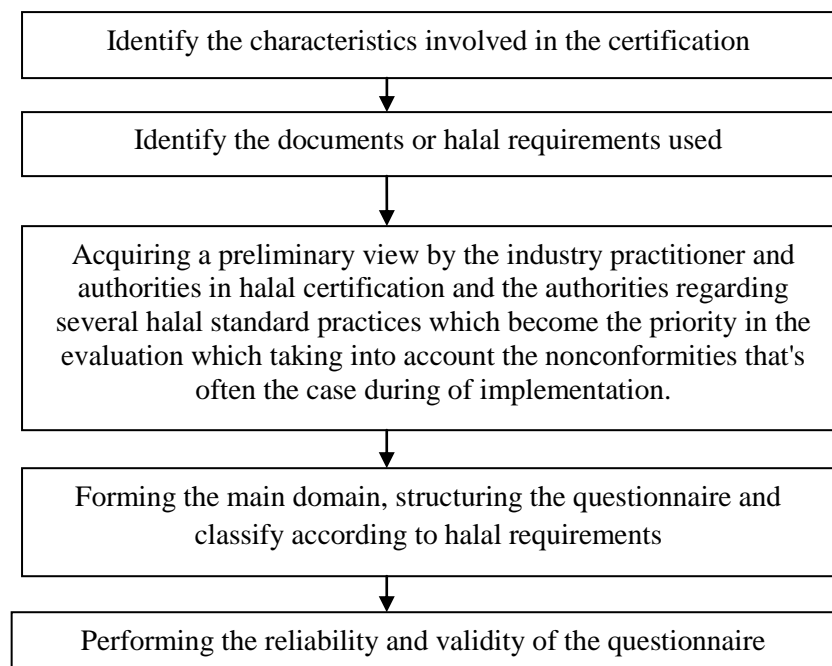 Identify the characteristics involved in the certification
Identify the documents or halal requirements used
Acquiring a preliminary view by the industry practitioner and
authorities in halal certification and the authorities regarding
several halal standard practices which become the priority in the
evaluation which taking into account the nonconformities that's
often the case during of implementation.
Forming the main domain, structuring the questionnaire and
classify according to halal requirements
Performing the reliability and validity of the questionnaire